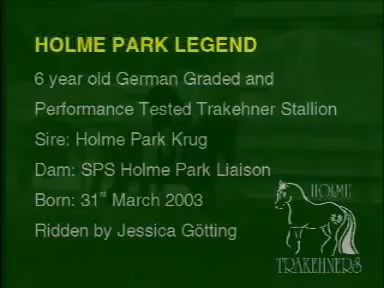 HOLME PARK LEGEND
6 year old German Graded and
Performance Tested Trakehner Stallion
Sire: Holme Park Krug
Dam: SPS Holme Park Liaison
Born: 31st March 2003
Ridden by Jessica Götting
HOLME
TRAKEHNERS